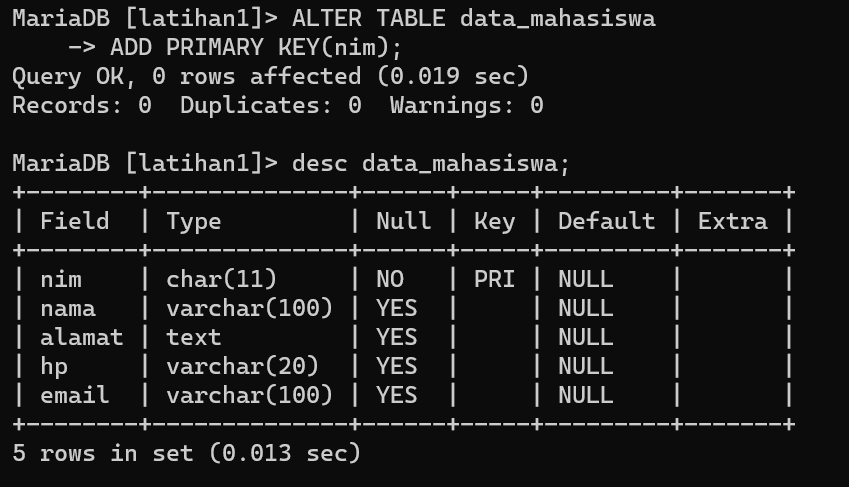 MariaDB [latihan1]> ALTER TABLE data_mahasiswa
    -> ADD PRIMARY KEY(nim);
Query OK, 0 rows affected (0.019 sec)
Records: 0  Duplicates: 0  Warnings: 0

MariaDB [latihan1]> desc data_mahasiswa;
+--------+--------------+------+-----+---------+-------+
| Field  | Type         | Null | Key | Default | Extra |
+--------+--------------+------+-----+---------+-------+
| nim    | char(11)     | NO   | PRI | NULL    |       |
| nama   | varchar(100) | YES  |     | NULL    |       |
| alamat | text         | YES  |     | NULL    |       |
| hp     | varchar(20)  | YES  |     | NULL    |       |
| email  | varchar(100) | YES  |     | NULL    |       |
+--------+--------------+------+-----+---------+-------+
5 rows in set (0.013 sec)